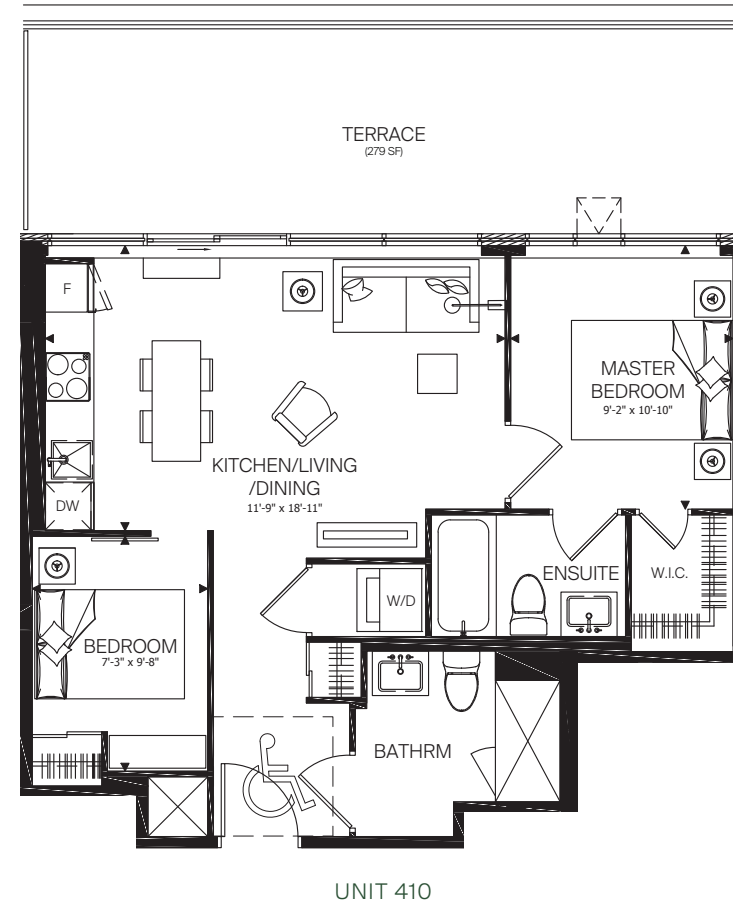 TERRACE
(279 SF)
F
MASTER
BEDROOM
9'-2" x 10'-10"
KITCHEN/LIVING
/DINING
11'-9" x 18'-11"
DW
ENSUITE
W.I.C.
W/D
BEDROOM
7'-3" x 9'-8"
BATHRM
UNIT 410